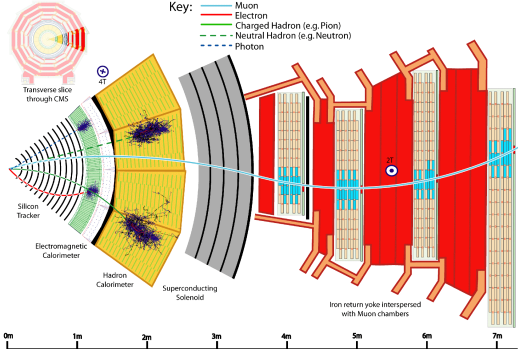 Key:
Muon
Electron
Charged Hadron (e.g. Pion)
Neutral Hadron (e.g. Neutron)
Photon
Transverse slice
through CMS
4T
2T
Silicon
Tracker
Electromagnetic
Calorimeter
Hadron
Calorimeter
Superconducting
Solenoid
Iron return yoke interspersed
with Muon chambers
0m 1m 2m 3m 4m 5m 6m 7m